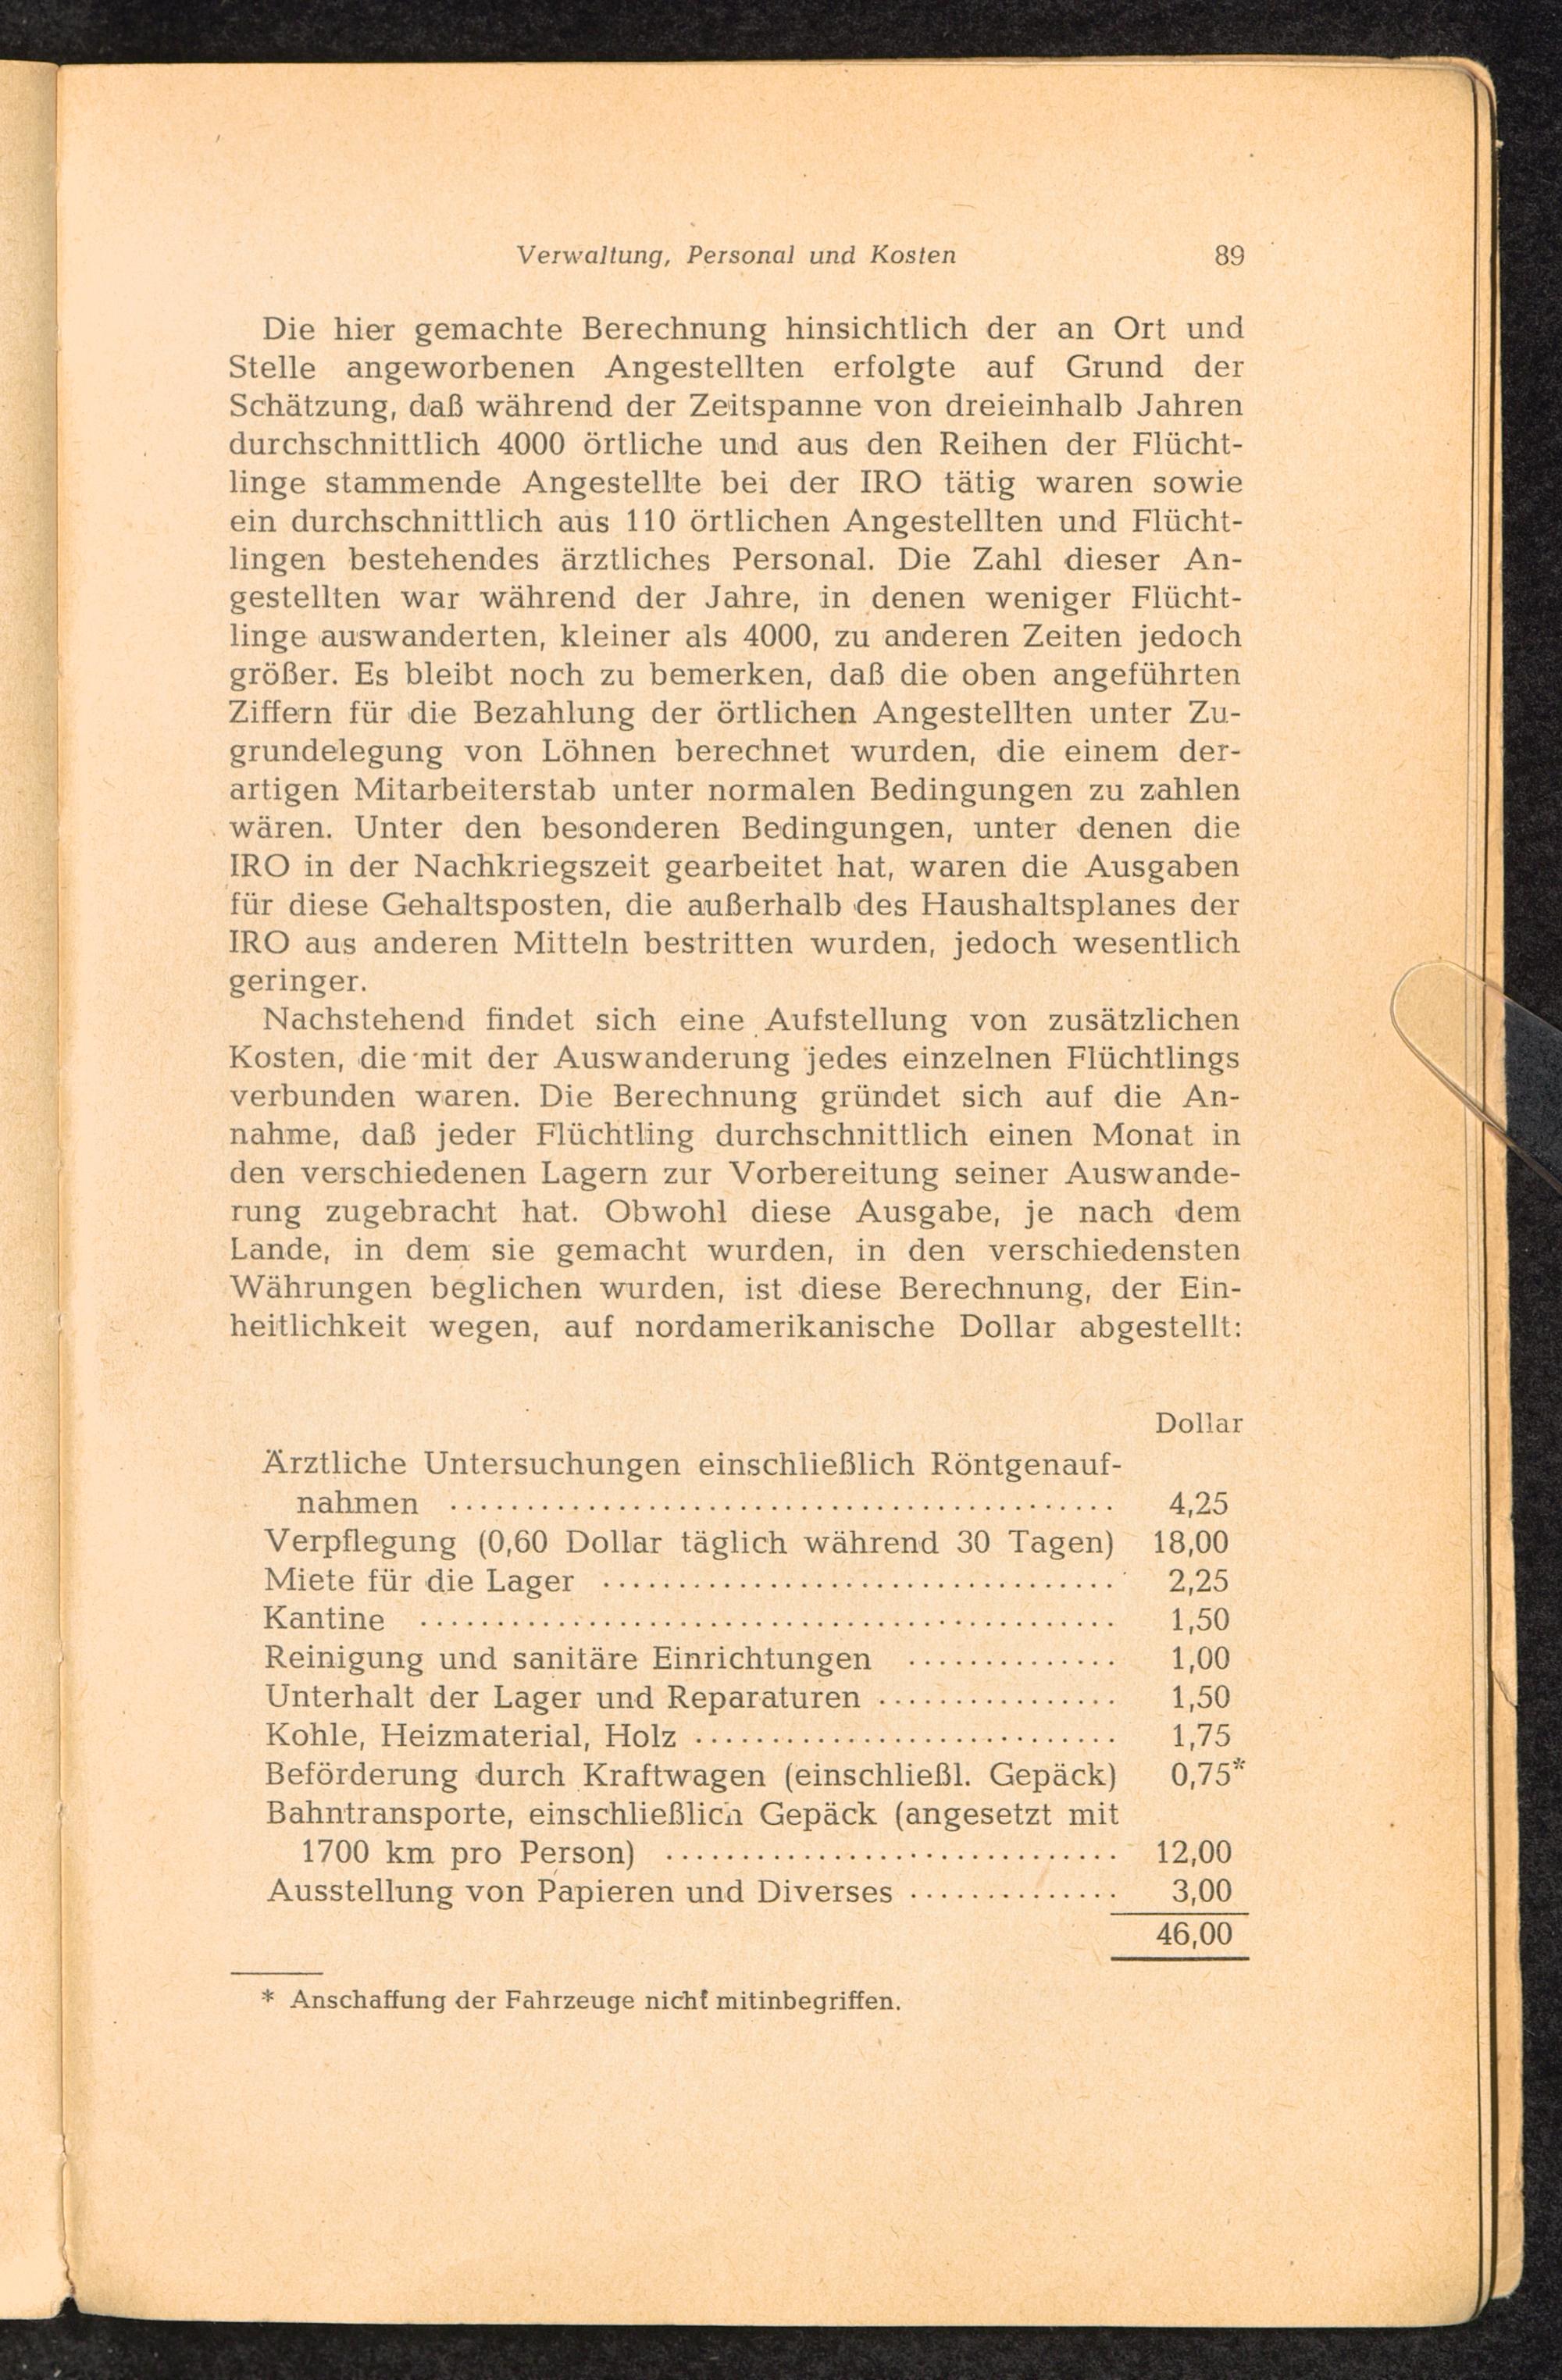 Verwaltung, Personal und Kosten 89
Die hier gemachte Berechnung hinsichtlich der an Ort und
Stelle angeworbenen Angestellten erfolgte auf Grund der
Schätzung, daß während der Zeitspanne von dreieinhalb Jahren
durchschnittlich 4000 örtliche und aus den Reihen der Flücht-
linge stammende Angestellte bei der IRO tätig waren sowie
ein durchschnittlich aus 110 örtlichen Angestellten und Flücht-
lingen bestehendes ärztliches Personal. Die Zahl dieser An-
gestellten war während der Jahre, in denen weniger Flücht-
linge auswanderten, kleiner als 4000, zu anderen Zeiten jedoch
größer. Es bleibt noch zu bemerken, daß die oben angeführten
Ziffern für die Bezahlung der örtlichen Angestellten unter Zu-
grundelegung von Löhnen berechnet wurden, die einem der-
artigen Mitarbeiterstab unter normalen Bedingungen zu zahlen
wären. Unter den besonderen Bedingungen, unter denen die
IRO in der Nachkriegszeit gearbeitet hat, waren die Ausgaben
für diese Gehaltsposten, die außerhalb des Haushaltsplanes der
IRO aus anderen Mitteln bestritten wurden, jedoch wesentlich
geringer.
Nachstehend findet sich eine Aufstellung von zusätzlichen
Kosten, die mit der Auswanderung jedes einzelnen Flüchtlings
verbunden waren. Die Berechnung gründet sich auf die An-
nahme, daß jeder Flüchtling durchschnittlich einen Monat in
den verschiedenen Lagern zur Vorbereitung seiner Auswande-
rung zugebracht hat. Obwohl diese Ausgabe, je nach dem
Lande, in dem sie gemacht wurden, in den verschiedensten
Währungen beglichen wurden, ist diese Berechnung, der Ein-
heitlichkeit wegen, auf nordamerikanische Dollar abgestellt:
Dollar
Ärztliche Untersuchungen einschließlich Röntgenauf-
nahmen ........................................... 4,25
Verpflegung (0,60 Dollar täglich während 30 Tagen) 18,00
Miete für die Lager .................................. 2,25
Kantine ............................................. 1,50
Reinigung und sanitäre Einrichtungen .............. 1,00
Unterhalt der Lager und Reparaturen ................ 1,50
Kohle, Heizmaterial, Holz ............................ 1,75
Beförderung durch Kraftwagen (einschließl. Gepäck) 0,75*
Bahntransporte, einschließlich Gepäck (angesetzt mit
1700 km pro Person) .............................. 12,00
Ausstellung von Papieren und Diverses .............. 3,00
46,00
* Anschaffung der Fahrzeuge nicht mitinbegriffen.